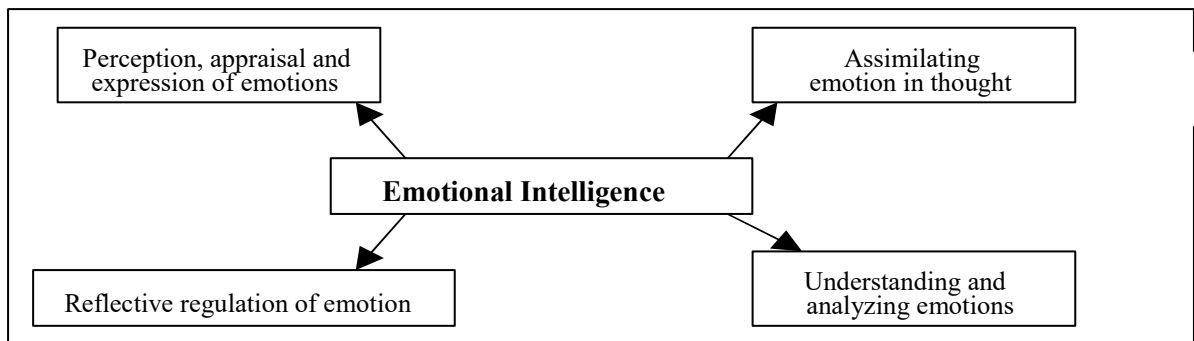 Perception, appraisal and
expression of emotions
Assimilating
emotion in thought
Emotional Intelligence
Reflective regulation of emotion
Understanding and
analyzing emotions